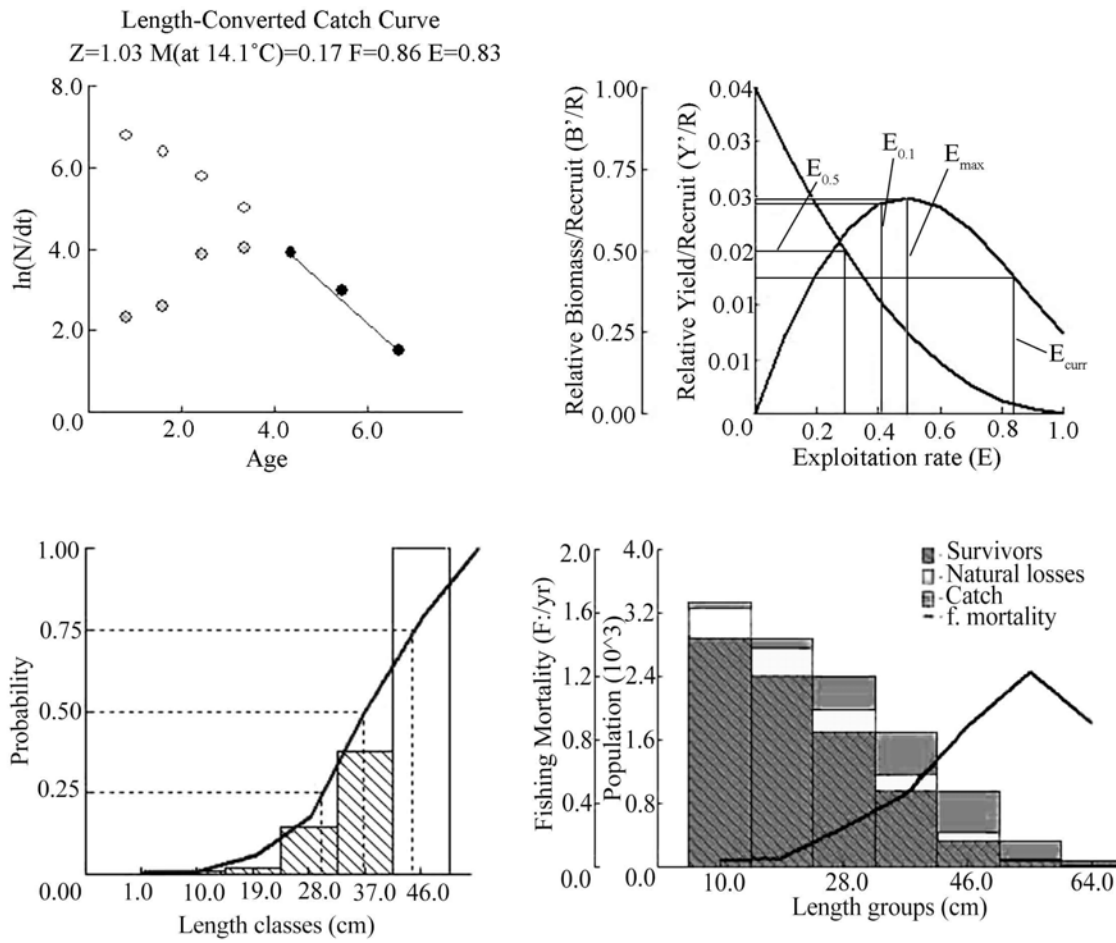 Length-Converted Catch Curve
Z=1.03 M(at 14.1˚C)=0.17 F=0.86 E=0.83
8.0
6.0
4.0
2.0
0.0
ln(N/dt)
2.0 4.0 6.0
Age
Relative Biomass/Recruit (B’/R)
1.00
0.75
0.50
0.25
0.00
Relative Yield/Recruit (Y’/R)
0.04
0.03
0.03
0.02
0.01
0.01
0.0
E0.5
E0.1
Emax
Ecurr
0.2 0.4 0.6 0.8 1.0
Exploitation rate (E)
Probability
1.00
0.75
0.50
0.25
0.00
1.0 10.0 19.0 28.0 37.0 46.0
Length classes (cm)
Fishing Mortality (F:/yr)
2.0
1.6
1.2
0.8
0.4
0.0
Population (10^3)
4.0
3.2
2.4
1.6
0.8
0.0
Survivors
Natural losses
Catch
f. mortality
10.0 28.0 46.0 64.0
Length groups (cm)